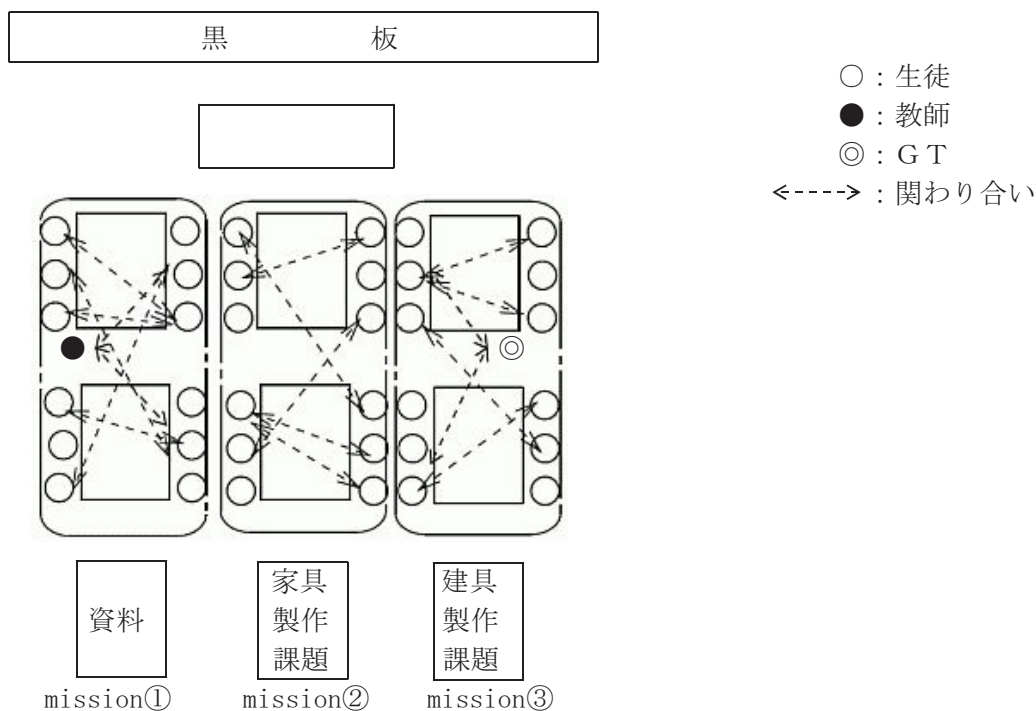 黒 板
○：生徒
●：教師
◎：ＧＴ
<---->：関わり合い
資料
家具
製作
課題
建具
製作
課題
mission①
mission②
mission③